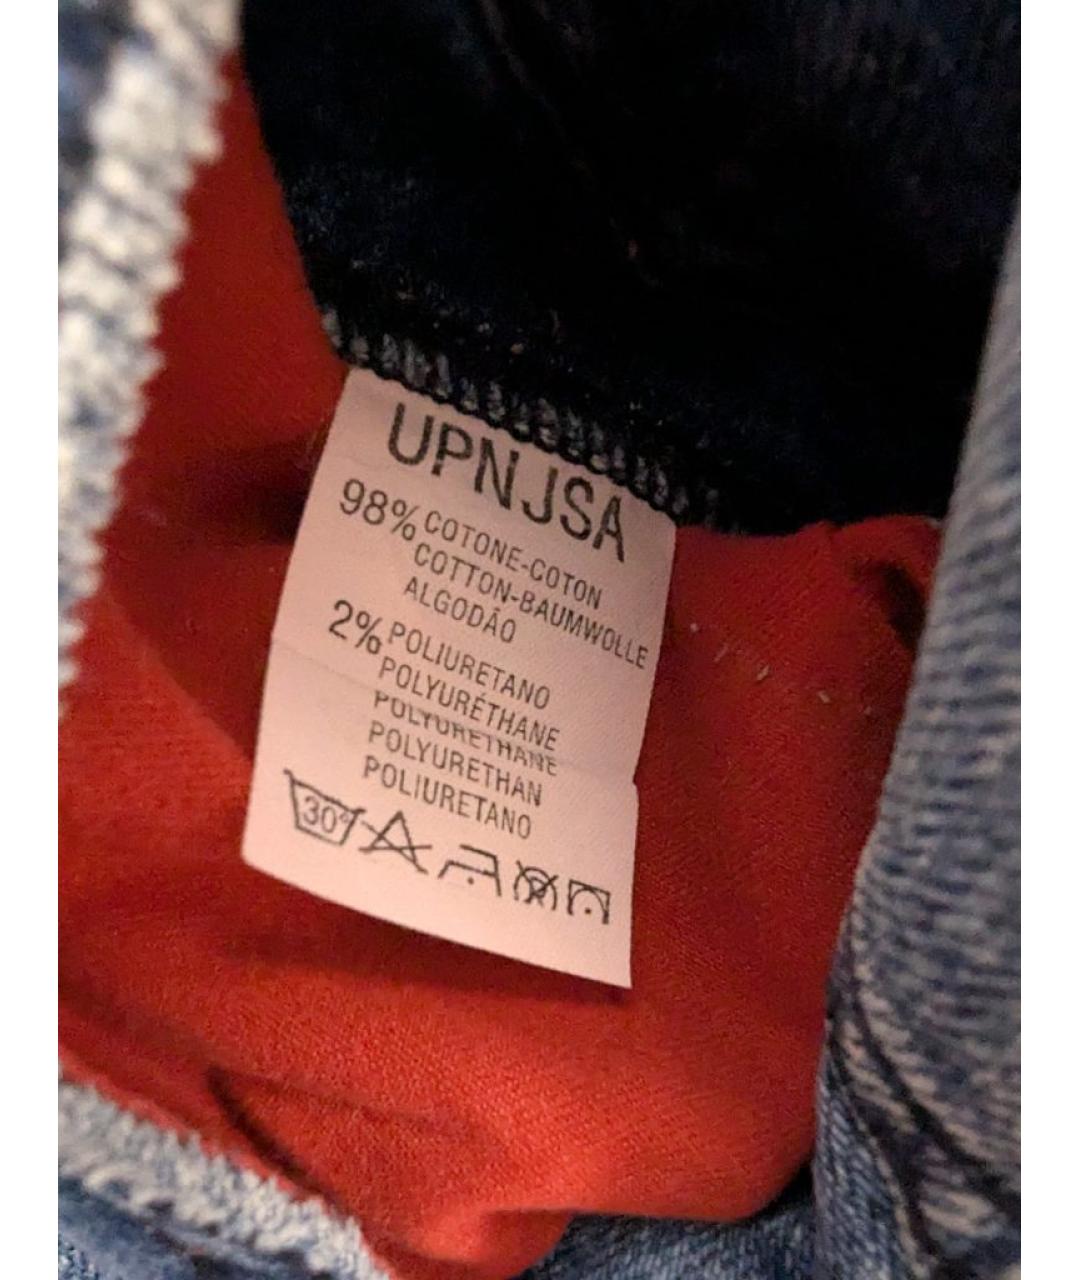 UPNJSA
98% COTONE-COTON
COTTON-BAUMWOLLE
ALGODÃO
2% POLIURETANO
POLYURÉTHANE
POLYURETHANE
POLYURETHAN
POLIURETANO
30°